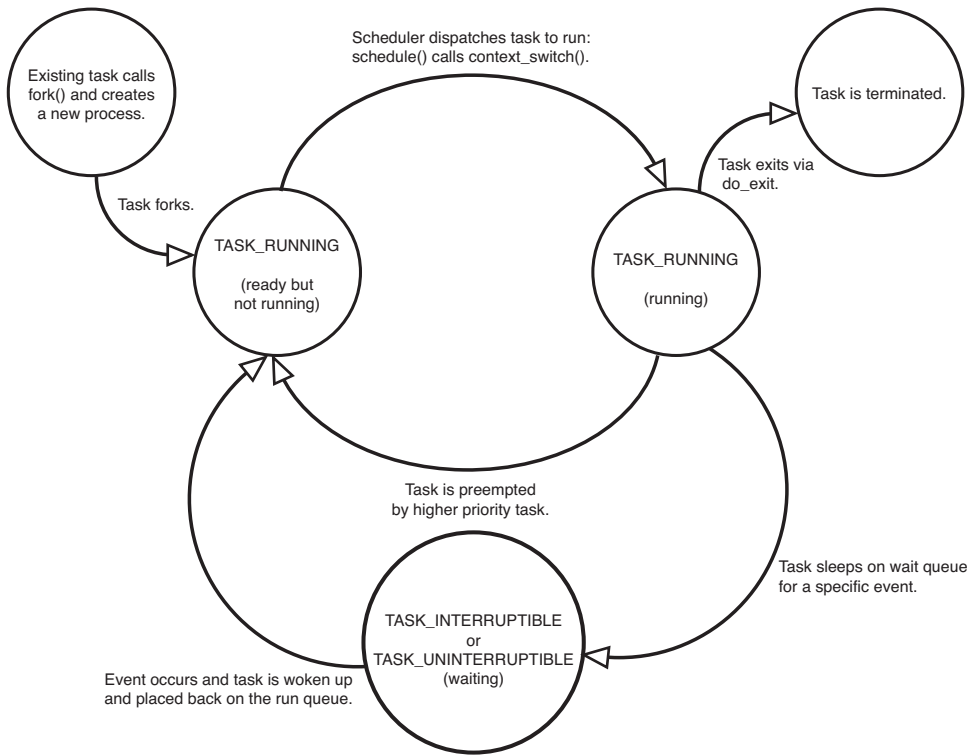 Scheduler dispatches task to run:
schedule() calls context_switch().
Existing task calls
fork() and creates
a new process.
Task is terminated.
Task forks.
Task exits via
do_exit.
TASK_RUNNING
(ready but
not running)
TASK_RUNNING
(running)
Task is preempted
by higher priority task.
Task sleeps on wait queue
for a specific event.
TASK_INTERRUPTIBLE
or
TASK_UNINTERRUPTIBLE
(waiting)
Event occurs and task is woken up
and placed back on the run queue.